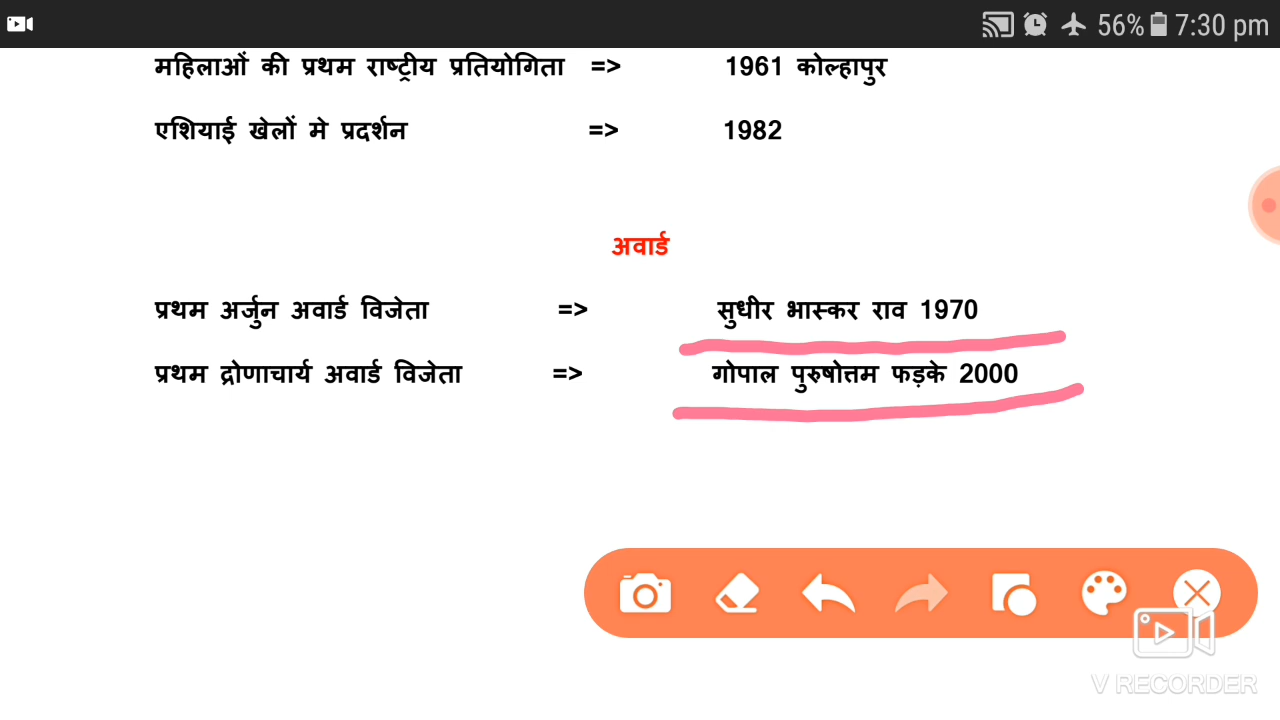 56% 7:30 pm
महिलाओं की प्रथम राष्ट्रीय प्रतियोगिता => 1961 कोल्हापुर
एशियाई खेलों मे प्रदर्शन => 1982
अवार्ड
प्रथम अर्जुन अवार्ड विजेता => सुधीर भास्कर राव 1970
प्रथम द्रोणाचार्य अवार्ड विजेता => गोपाल पुरुषोत्तम फड़के 2000
V RECORDER